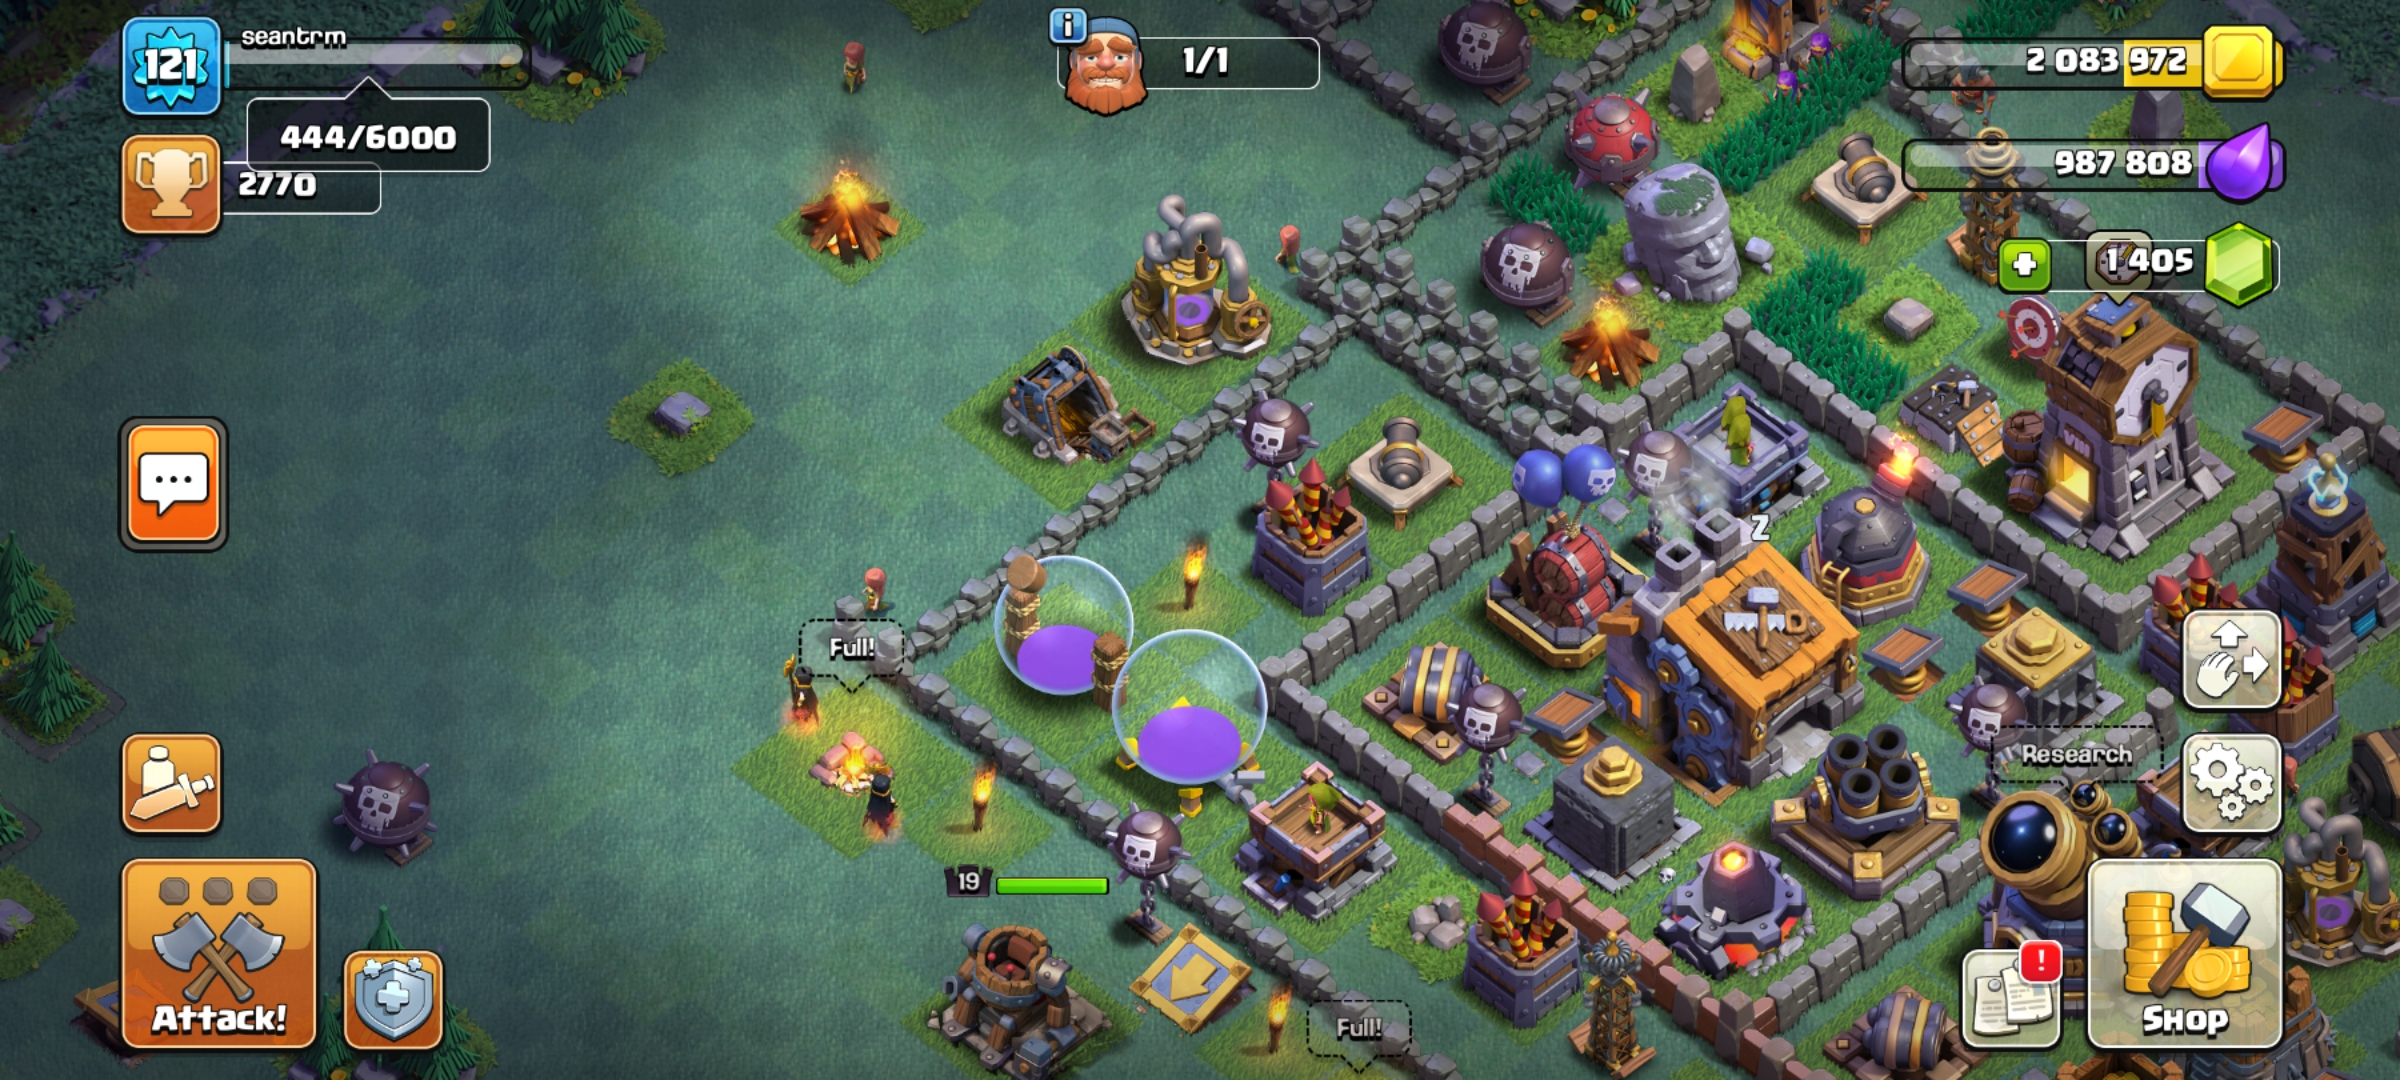 121
seantrm
444/6000
2770
i
1/1
2 083 972
987 808
1 405
VIII
Z
Full!
Research
19
Full!
Attack!
!
Shop